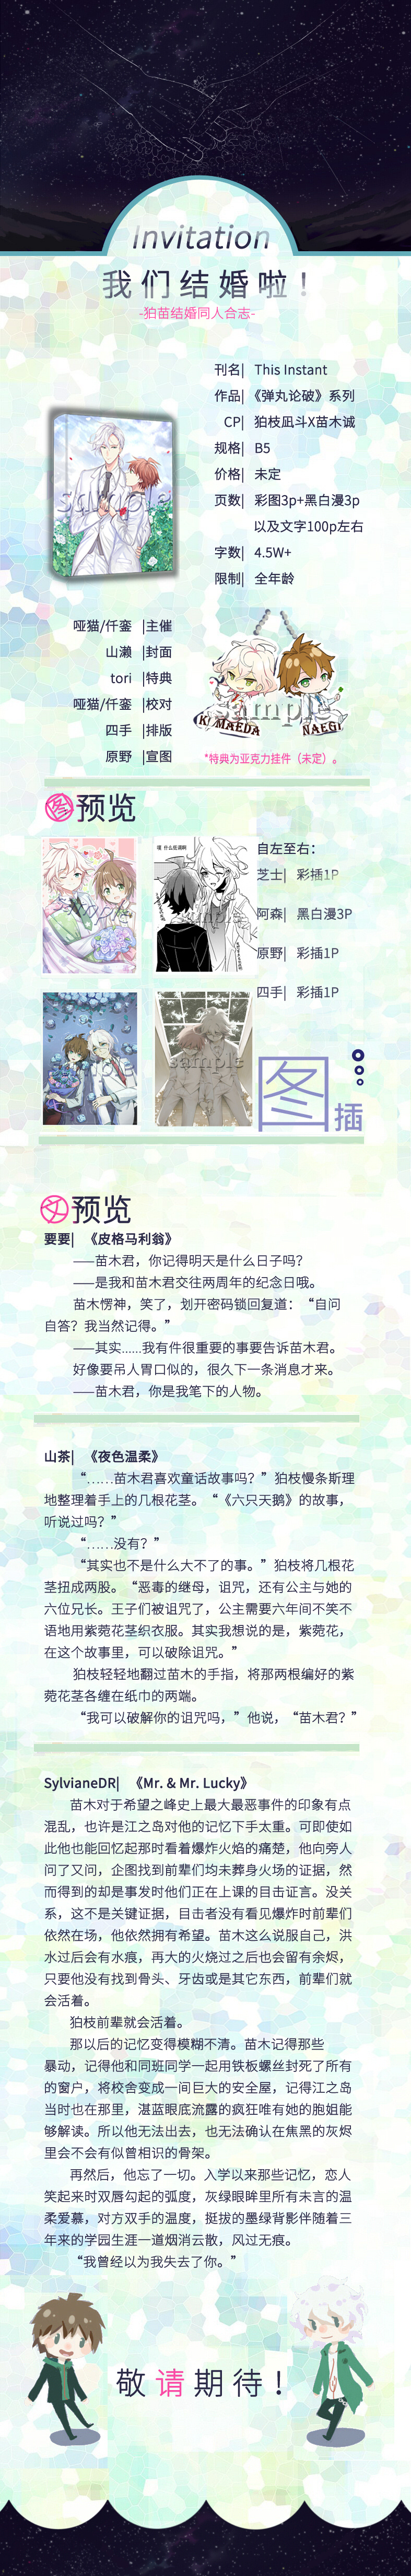 Invitation
我们结婚啦！
-狛苗结婚同人合志-
刊名| This Instant
作品| 《弹丸论破》系列
CP| 狛枝凪斗X苗木诚
规格| B5
价格| 未定
页数| 彩图3p+黑白漫3p
以及文字100p左右
字数| 4.5W+
限制| 全年龄
sample
哑猫/仟銮 |主催
山濑 |封面
tori |特典
哑猫/仟銮 |校对
四手 |排版
原野 |宣图
sample
KOMAEDA
NAEGI
*特典为亚克力挂件（未定）。
图预览
自左至右：
芝士| 彩插1P
阿森| 黑白漫3P
原野| 彩插1P
四手| 彩插1P
sample
sample
sample
sample
图
插
文预览
要要| 《皮格马利翁》
——苗木君，你记得明天是什么日子吗？
——是我和苗木君交往两周年的纪念日哦。
苗木愣神，笑了，划开密码锁回复道：“自问
自答？我当然记得。”
——其实......我有件很重要的事要告诉苗木君。
好像要吊人胃口似的，很久下一条消息才来。
——苗木君，你是我笔下的人物。
山茶| 《夜色温柔》
“……苗木君喜欢童话故事吗？”狛枝慢条斯理
地整理着手上的几根花茎。“《六只天鹅》的故事，
听说过吗？”
“……没有？”
“其实也不是什么大不了的事。”狛枝将几根花
茎扭成两股。“恶毒的继母，诅咒，还有公主与她的
六位兄长。王子们被诅咒了，公主需要六年间不笑不
语地用紫菀花茎织衣服。其实我想说的是，紫菀花，
在这个故事里，可以破除诅咒。”
狛枝轻轻地翻过苗木的手指，将那两根编好的紫
菀花茎各缠在纸巾的两端。
“我可以破解你的诅咒吗，”他说，“苗木君？”
SylvianeDR| 《Mr. & Mr. Lucky》
苗木对于希望之峰史上最大最恶事件的印象有点
混乱，也许是江之岛对他的记忆下手太重。可即使如
此他也能回忆起那时看着爆炸火焰的痛楚，他向旁人
问了又问，企图找到前辈们均未葬身火场的证据，然
而得到的却是事发时他们正在上课的目击证言。没关
系，这不是关键证据，目击者没有看见爆炸时前辈们
依然在场，他依然拥有希望。苗木这么说服自己，洪
水过后会有水痕，再大的火烧过之后也会留有余烬，
只要他没有找到骨头、牙齿或是其它东西，前辈们就
会活着。
狛枝前辈就会活着。
那以后的记忆变得模糊不清。苗木记得那些
暴动，记得他和同班同学一起用铁板螺丝封死了所有
的窗户，将校舍变成一间巨大的安全屋，记得江之岛
当时也在那里，湛蓝眼底流露的疯狂唯有她的胞姐能
够解读。所以他无法出去，也无法确认在焦黑的灰烬
里会不会有似曾相识的骨架。
再然后，他忘了一切。入学以来那些记忆，恋人
笑起来时双唇勾起的弧度，灰绿眼眸里所有未言的温
柔爱慕，对方双手的温度，挺拔的墨绿背影伴随着三
年来的学园生涯一道烟消云散，风过无痕。
“我曾经以为我失去了你。”
敬请期待！